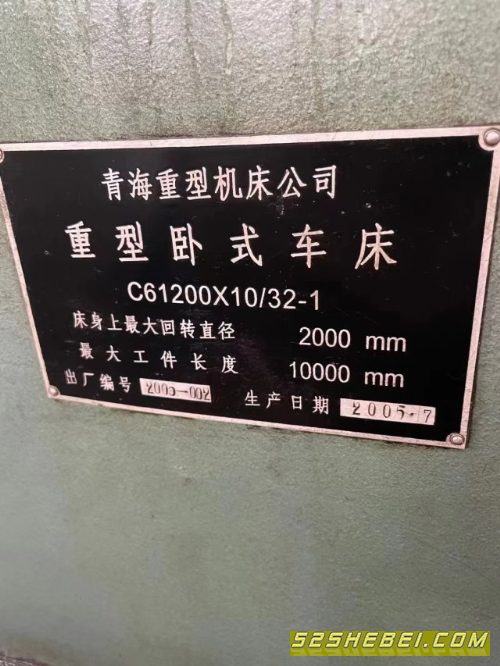 青海重型机床公司
重型卧式车床
C61200X10/32-1
床身上最大回转直径 2000 mm
最大工件长度 10000 mm
出厂编号 2005-002 生产日期 2005-7
52SHEBEI.COM